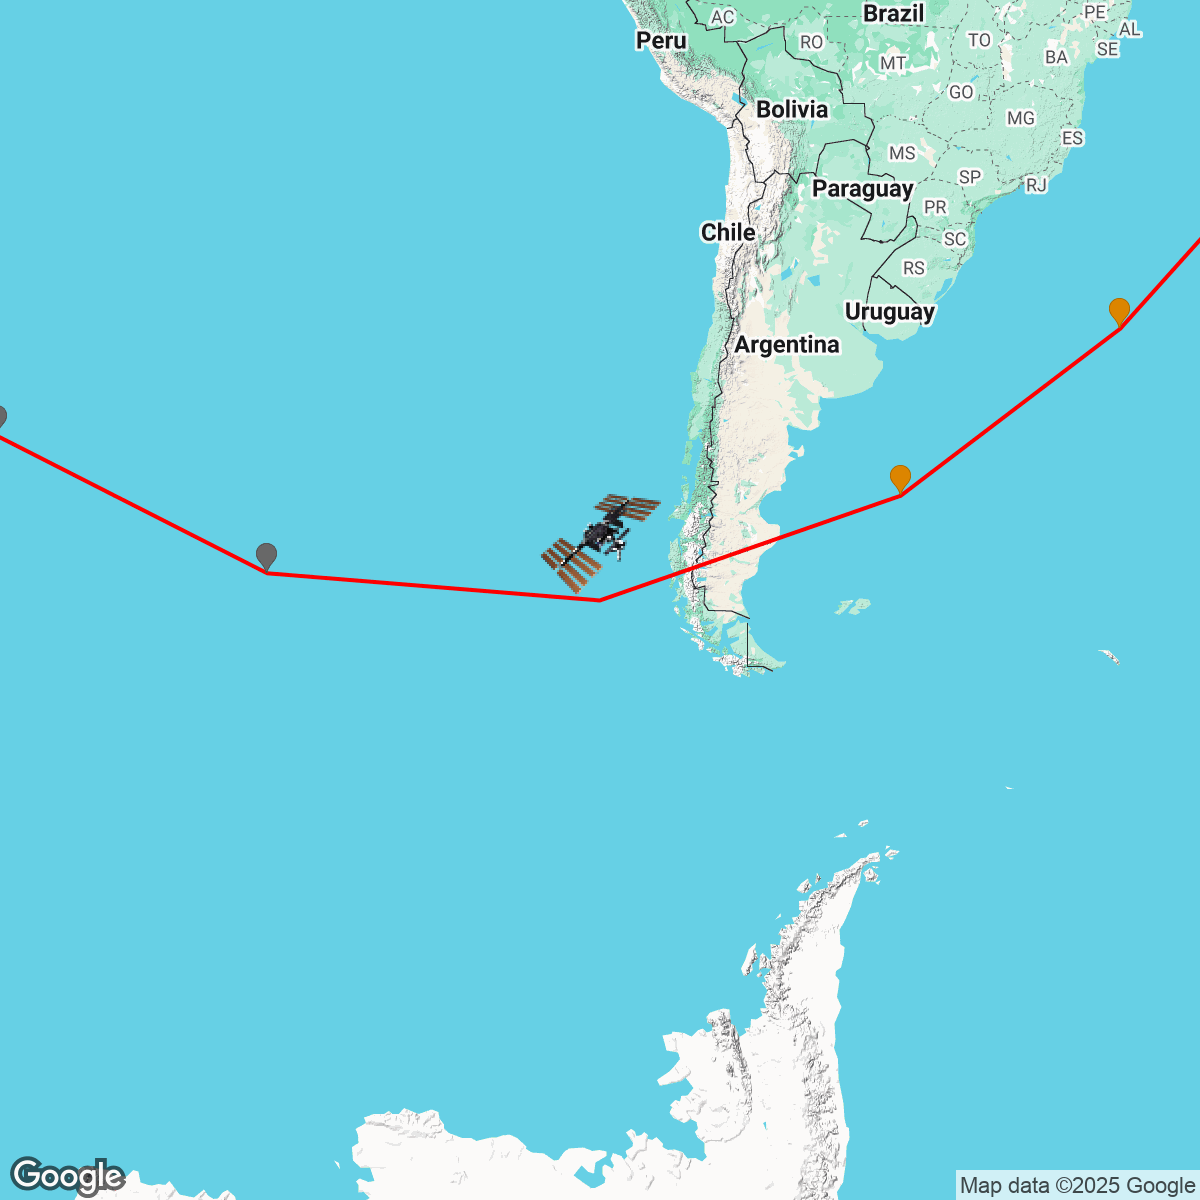 Brazil
PE
AL
AC
Peru
RO
TO
SE
MT
BA
GO
Bolivia
MG
ES
MS
SP
RJ
Paraguay
PR
Chile
SC
RS
Uruguay
Argentina
Google
Map data ©2025 Google